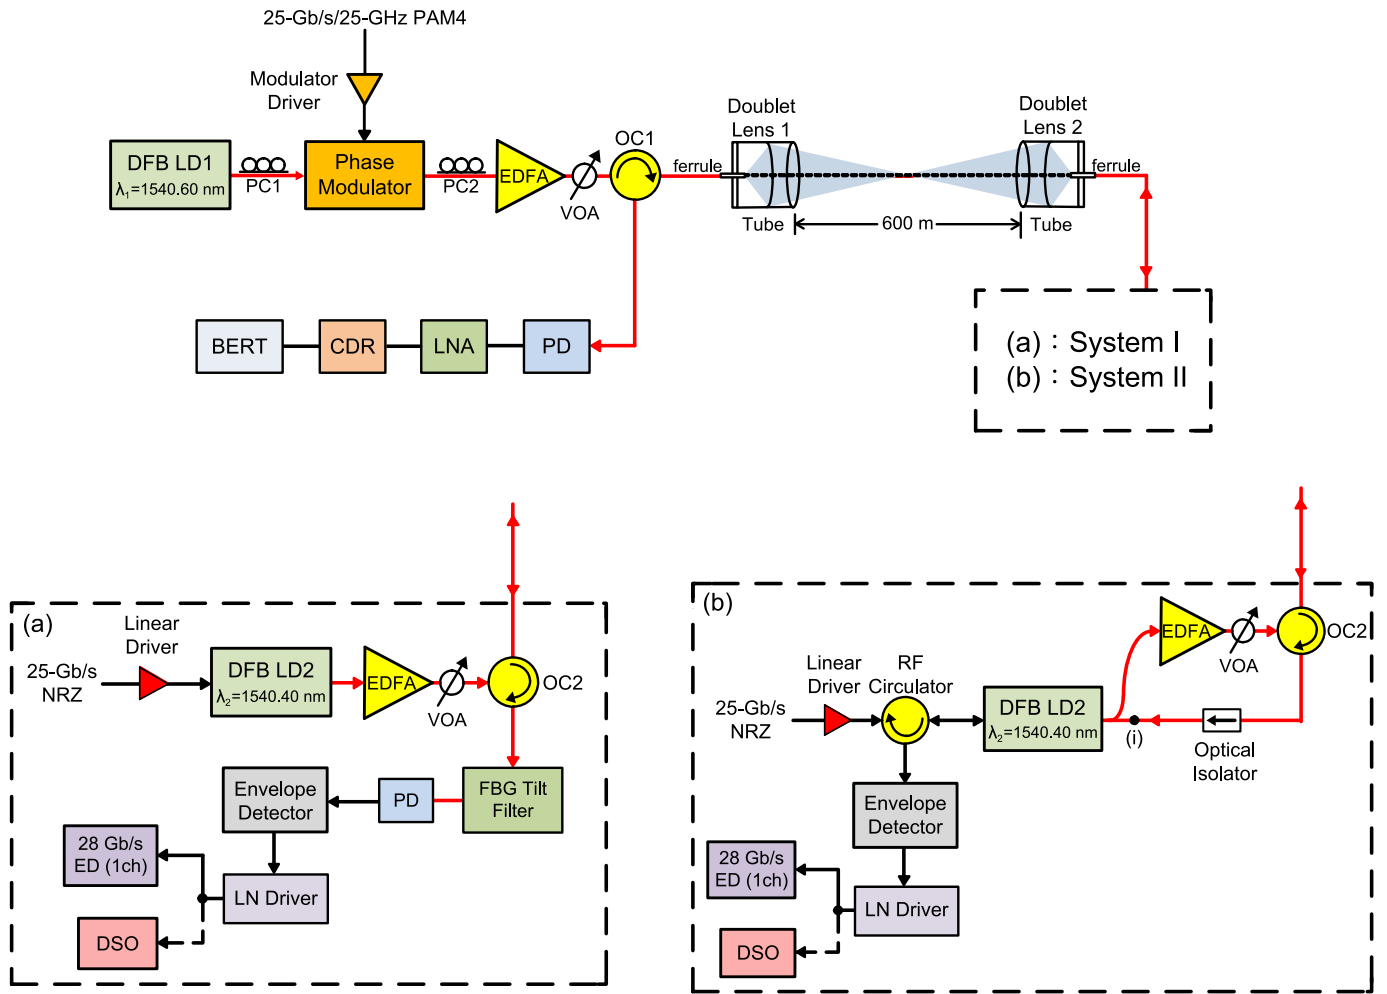 25-Gb/s/25-GHz PAM4
Modulator
Driver
DFB LD1
λ1=1540.60 nm
PC1
Phase
Modulator
PC2
EDFA
VOA
OC1
ferrule
Doublet
Lens 1
Tube
600 m
Doublet
Lens 2
Tube
ferrule
BERT
CDR
LNA
PD
(a) : System I
(b) : System II
(a)
Linear
Driver
25-Gb/s
NRZ
DFB LD2
λ2=1540.40 nm
EDFA
VOA
OC2
FBG Tilt
Filter
PD
Envelope
Detector
28 Gb/s
ED (1ch)
LN Driver
DSO
(b)
Linear
Driver
RF
Circulator
25-Gb/s
NRZ
DFB LD2
λ2=1540.40 nm
(i)
EDFA
VOA
OC2
Optical
Isolator
Envelope
Detector
28 Gb/s
ED (1ch)
LN Driver
DSO